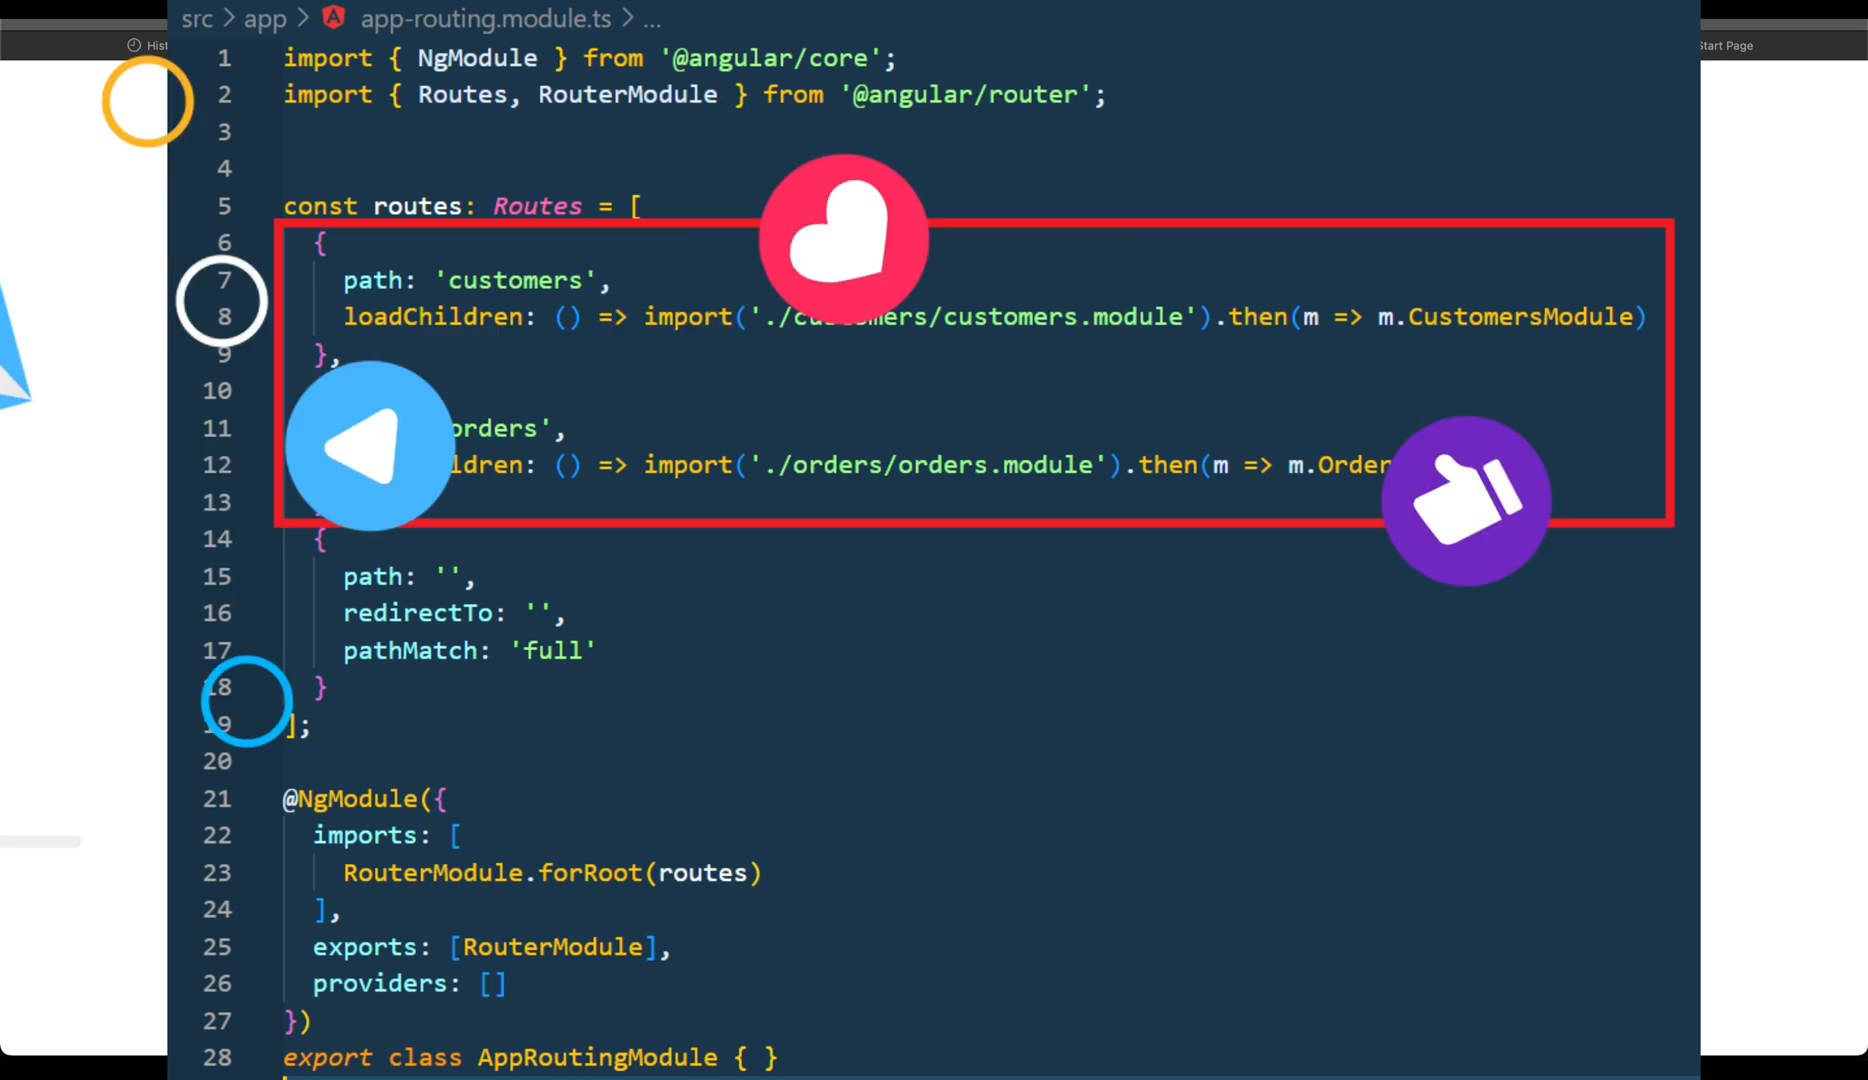 src > app > app-routing.module.ts > ...
Hist
Start Page
1 import { NgModule } from '@angular/core';
2 import { Routes, RouterModule } from '@angular/router';
3
4
5 const routes: Routes = [
6 {
7 path: 'customers',
8 loadChildren: () => import('./customers/customers.module').then(m => m.CustomersModule)
9 },
10
11 orders',
12 ldren: () => import('./orders/orders.module').then(m => m.Order
13
14 {
15 path: '',
16 redirectTo: '',
17 pathMatch: 'full'
18 }
19 ];
20
21 @NgModule({
22 imports: [
23 RouterModule.forRoot(routes)
24 ],
25 exports: [RouterModule],
26 providers: []
27 })
28 export class AppRoutingModule { }